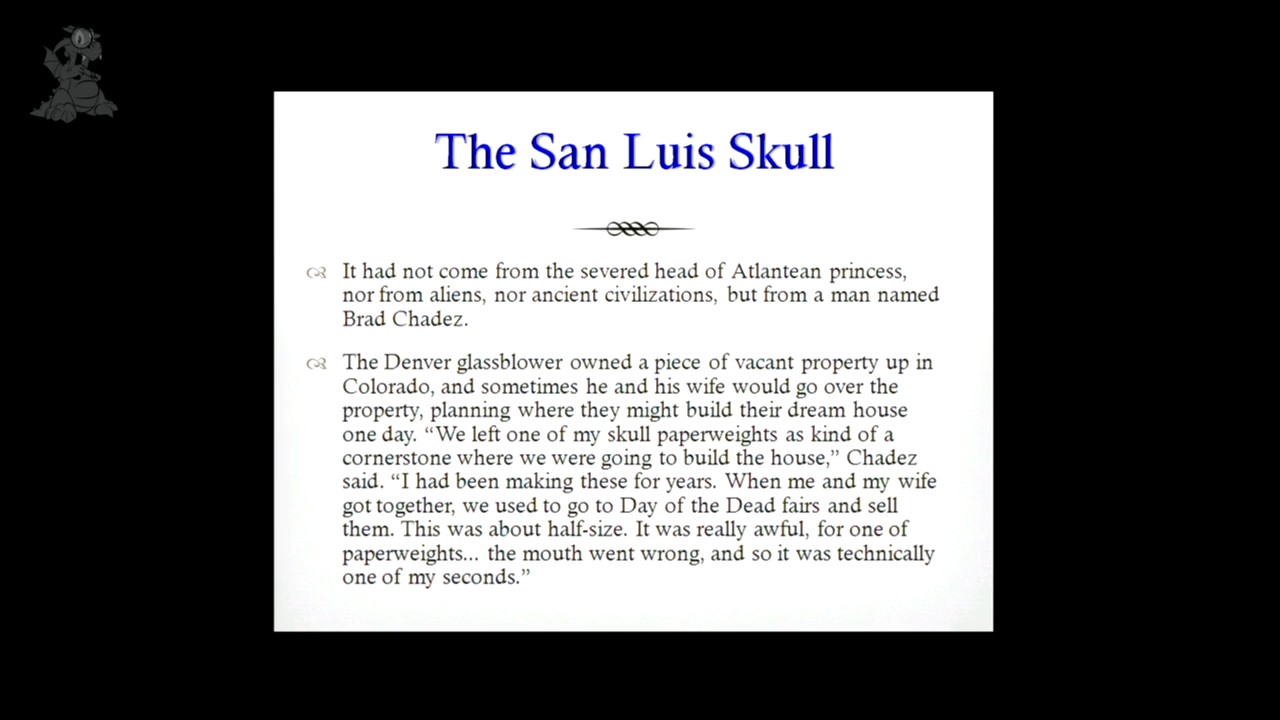 The San Luis Skull
It had not come from the severed head of Atlantean princess,
nor from aliens, nor ancient civilizations, but from a man named
Brad Chadez.
The Denver glassblower owned a piece of vacant property up in
Colorado, and sometimes he and his wife would go over the
property, planning where they might build their dream house
one day. “We left one of my skull paperweights as kind of a
cornerstone where we were going to build the house,” Chadez
said. “I had been making these for years. When me and my wife
got together, we used to go to Day of the Dead fairs and sell
them. This was about half-size. It was really awful, for one of
paperweights... the mouth went wrong, and so it was technically
one of my seconds.”